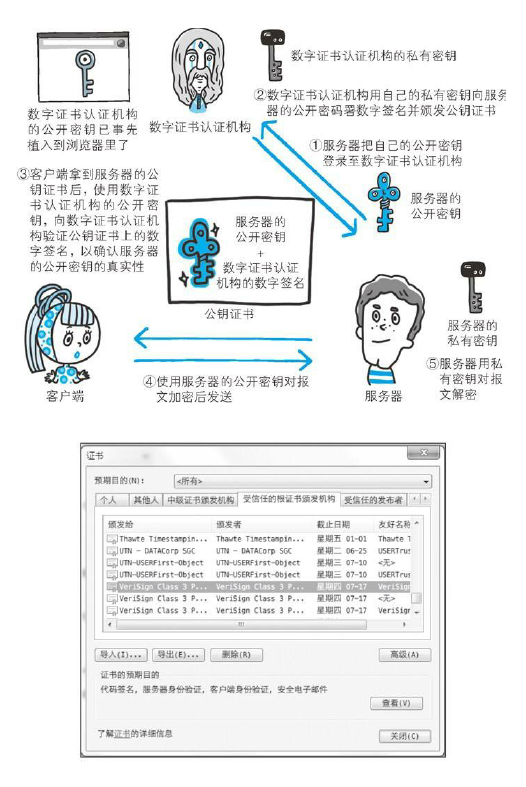 数字证书认证机构的私有密钥
②数字证书认证机构用自己的私有密钥向服务
器的公开密码署数字签名并颁发公钥证书
数字证书认证机构
的公开密钥已事先
植入到浏览器里了
数字证书认证机构
①服务器把自己的公开密钥
登录至数字证书认证机构
③客户端拿到服务器的公
钥证书后，使用数字证
书认证机构的公开密
钥，向数字证书认证机
构验证公钥证书上的数
字签名，以确认服务器
的公开密钥的真实性
服务器的
公开密钥
服务器的
公开密钥
+
数字证书认证
机构的数字签名
公钥证书
服务器的
私有密钥
⑤服务器用私
有密钥对报
文解密
④使用服务器的公开密钥对报
文加密后发送
客户端
服务器
证书
预期目的(N):
<所有>
个人 其他人 中级证书颁发机构 受信任的根证书颁发机构 受信任的发布者
颁发给 颁发者 截止日期 友好名称
Thawte Timestampin... Thawte Timestampin... 星期五 01-01 Thawte T
UTN - DATACorp SGC UTN - DATACorp SGC 星期二 06-25 USERTrus
UTN-USERFirst-Object UTN-USERFirst-Object 星期三 07-10 <无>
UTN-USERFirst-Object UTN-USERFirst-Object 星期三 07-10 USERTrus
VeriSign Class 3 P... VeriSign Class 3 P... 星期四 07-17 VeriSign
VeriSign Class 3 P... VeriSign Class 3 P... 星期四 07-17 <无>
VeriSign Class 3 P... VeriSign Class 3 P... 星期四 07-17 VeriSign
导入(I)... 导出(E)... 删除(R) 高级(A)
证书的预期目的
代码签名，服务器身份验证，客户端身份验证，安全电子邮件
查看(V)
了解证书的详细信息
关闭(C)